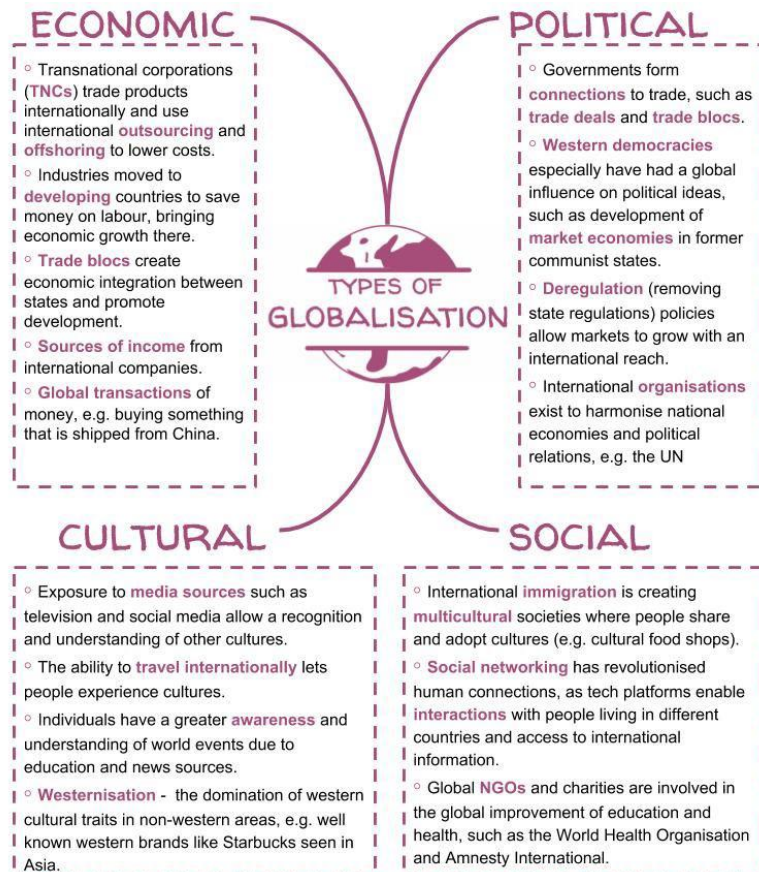 ECONOMIC
○ Transnational corporations
(TNCs) trade products
internationally and use
international outsourcing and
offshoring to lower costs.
○ Industries moved to
developing countries to save
money on labour, bringing
economic growth there.
○ Trade blocs create
economic integration between
states and promote
development.
○ Sources of income from
international companies.
○ Global transactions of
money, e.g. buying something
that is shipped from China.
POLITICAL
○ Governments form
connections to trade, such as
trade deals and trade blocs.
○ Western democracies
especially have had a global
influence on political ideas,
such as development of
market economies in former
communist states.
○ Deregulation (removing
state regulations) policies
allow markets to grow with an
international reach.
○ International organisations
exist to harmonise national
economies and political
relations, e.g. the UN
TYPES OF
GLOBALISATION
CULTURAL
○ Exposure to media sources such as
television and social media allow a recognition
and understanding of other cultures.
○ The ability to travel internationally lets
people experience cultures.
○ Individuals have a greater awareness and
understanding of world events due to
education and news sources.
○ Westernisation - the domination of western
cultural traits in non-western areas, e.g. well
known western brands like Starbucks seen in
Asia.
SOCIAL
○ International immigration is creating
multicultural societies where people share
and adopt cultures (e.g. cultural food shops).
○ Social networking has revolutionised
human connections, as tech platforms enable
interactions with people living in different
countries and access to international
information.
○ Global NGOs and charities are involved in
the global improvement of education and
health, such as the World Health Organisation
and Amnesty International.